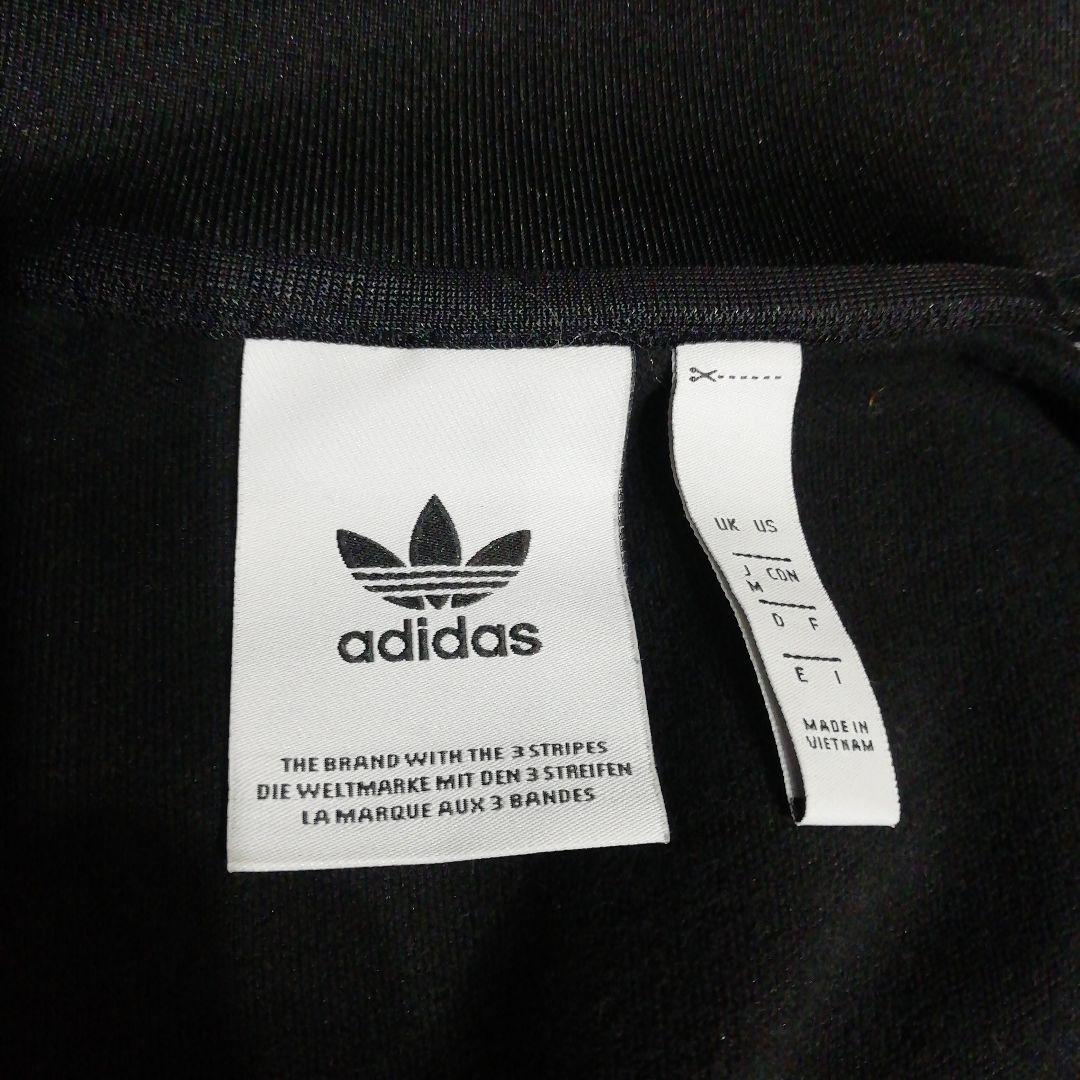 adidas
THE BRAND WITH THE 3 STRIPES
DIE WELTMARKE MIT DEN 3 STREIFEN
LA MARQUE AUX 3 BANDES
UK US
J CDN
M
D F
E I
MADE IN
VIETNAM